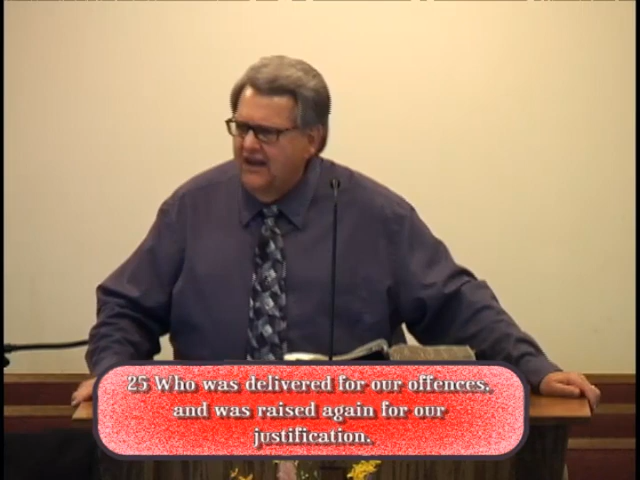 25 Who was delivered for our offences,
and was raised again for our
justification.